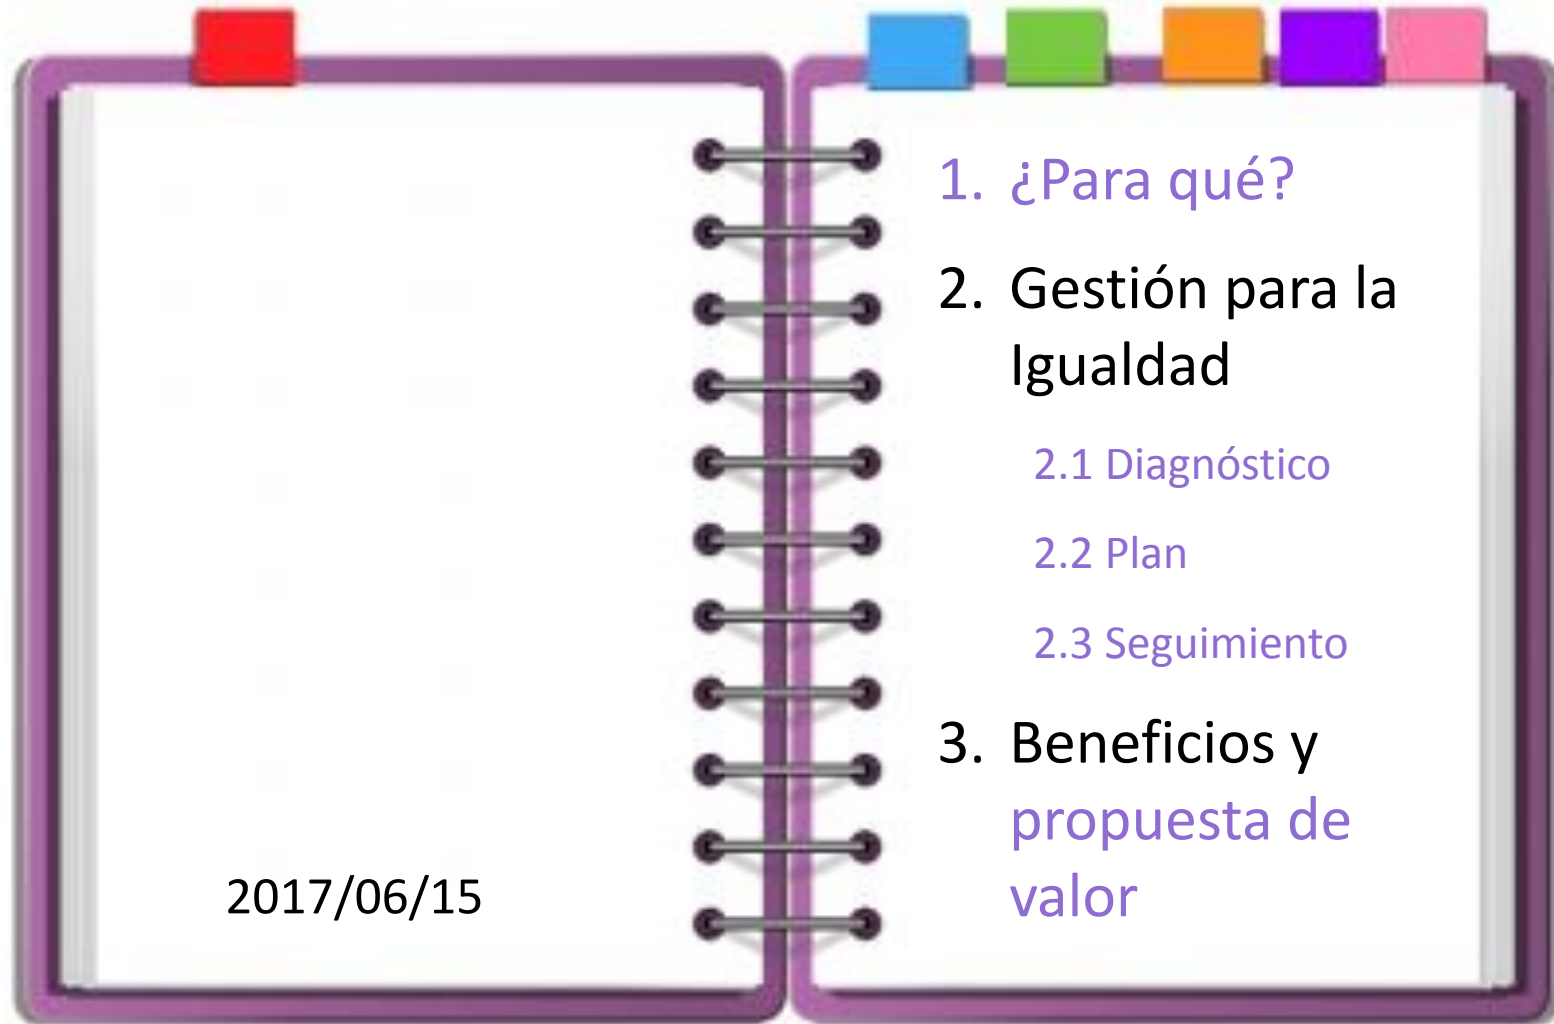 2017/06/15
1. ¿Para qué?
2. Gestión para la
Igualdad
2.1 Diagnóstico
2.2 Plan
2.3 Seguimiento
3. Beneficios y
propuesta de
valor